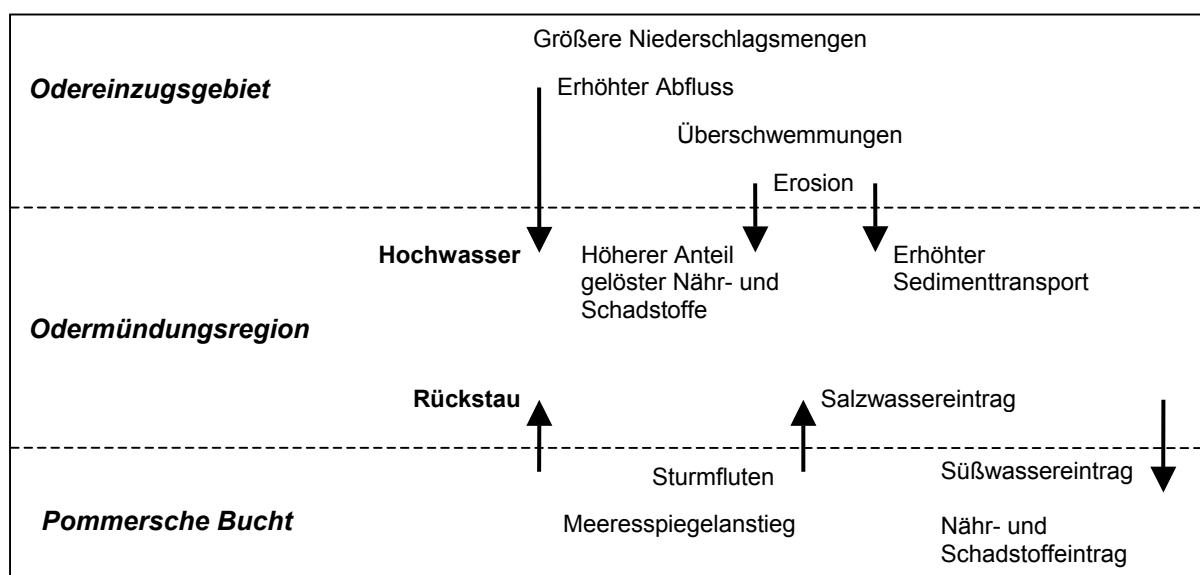 Größere Niederschlagsmengen
Odereinzugsgebiet
Erhöhter Abfluss
Überschwemmungen
Erosion
Hochwasser
Höherer Anteil
gelöster Nähr- und
Schadstoffe
Erhöhter
Sedimenttransport
Odermündungsregion
Rückstau
Salzwassereintrag
Sturmfluten
Süßwassereintrag
Pommersche Bucht
Meeresspiegelanstieg
Nähr- und
Schadstoffeintrag